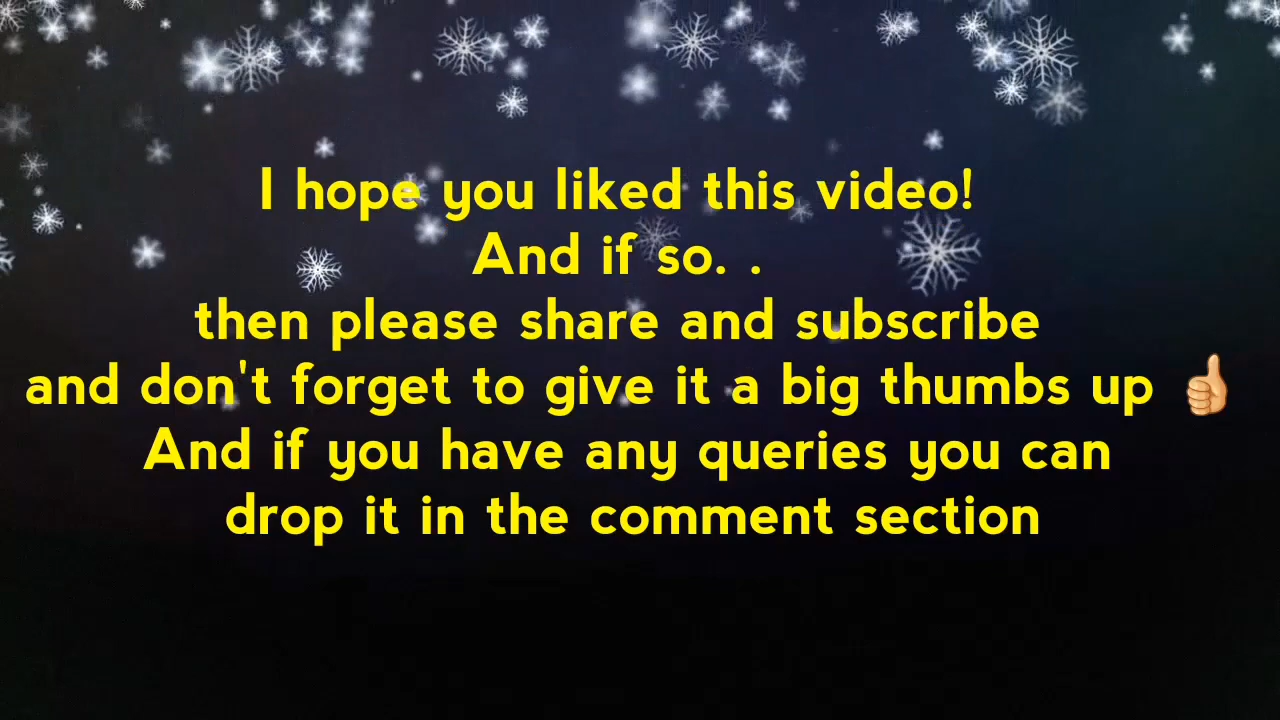 I hope you liked this video!
And if so. .
then please share and subscribe
and don't forget to give it a big thumbs up 👍
And if you have any queries you can
drop it in the comment section